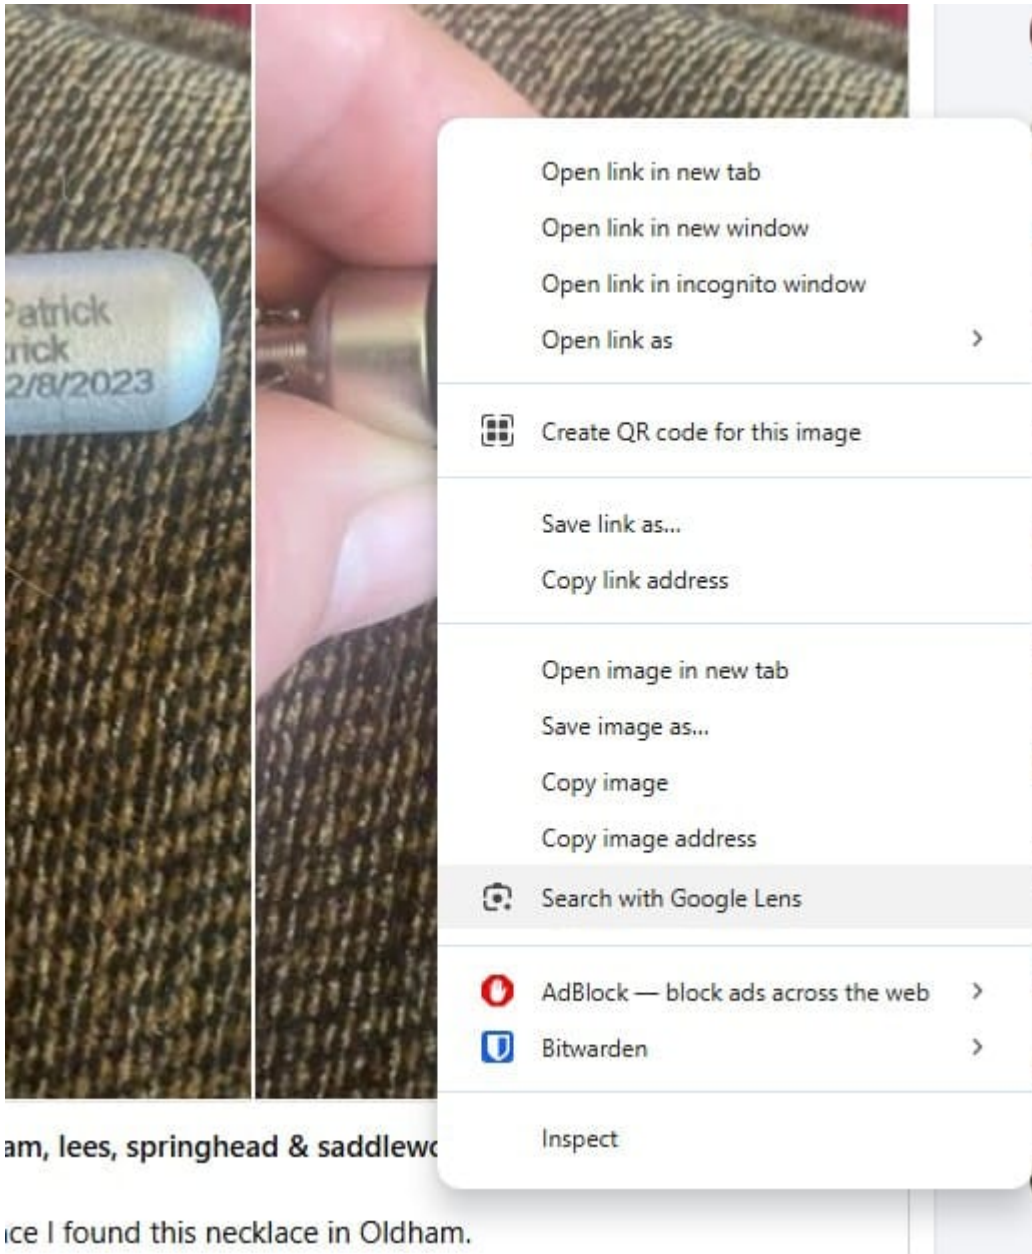 Patrick
trick
2/8/2023
Open link in new tab
Open link in new window
Open link in incognito window
Open link as
Create QR code for this image
Save link as...
Copy link address
Open image in new tab
Save image as...
Copy image
Copy image address
Search with Google Lens
AdBlock — block ads across the web
Bitwarden
Inspect
am, lees, springhead & saddlewo
ce I found this necklace in Oldham.